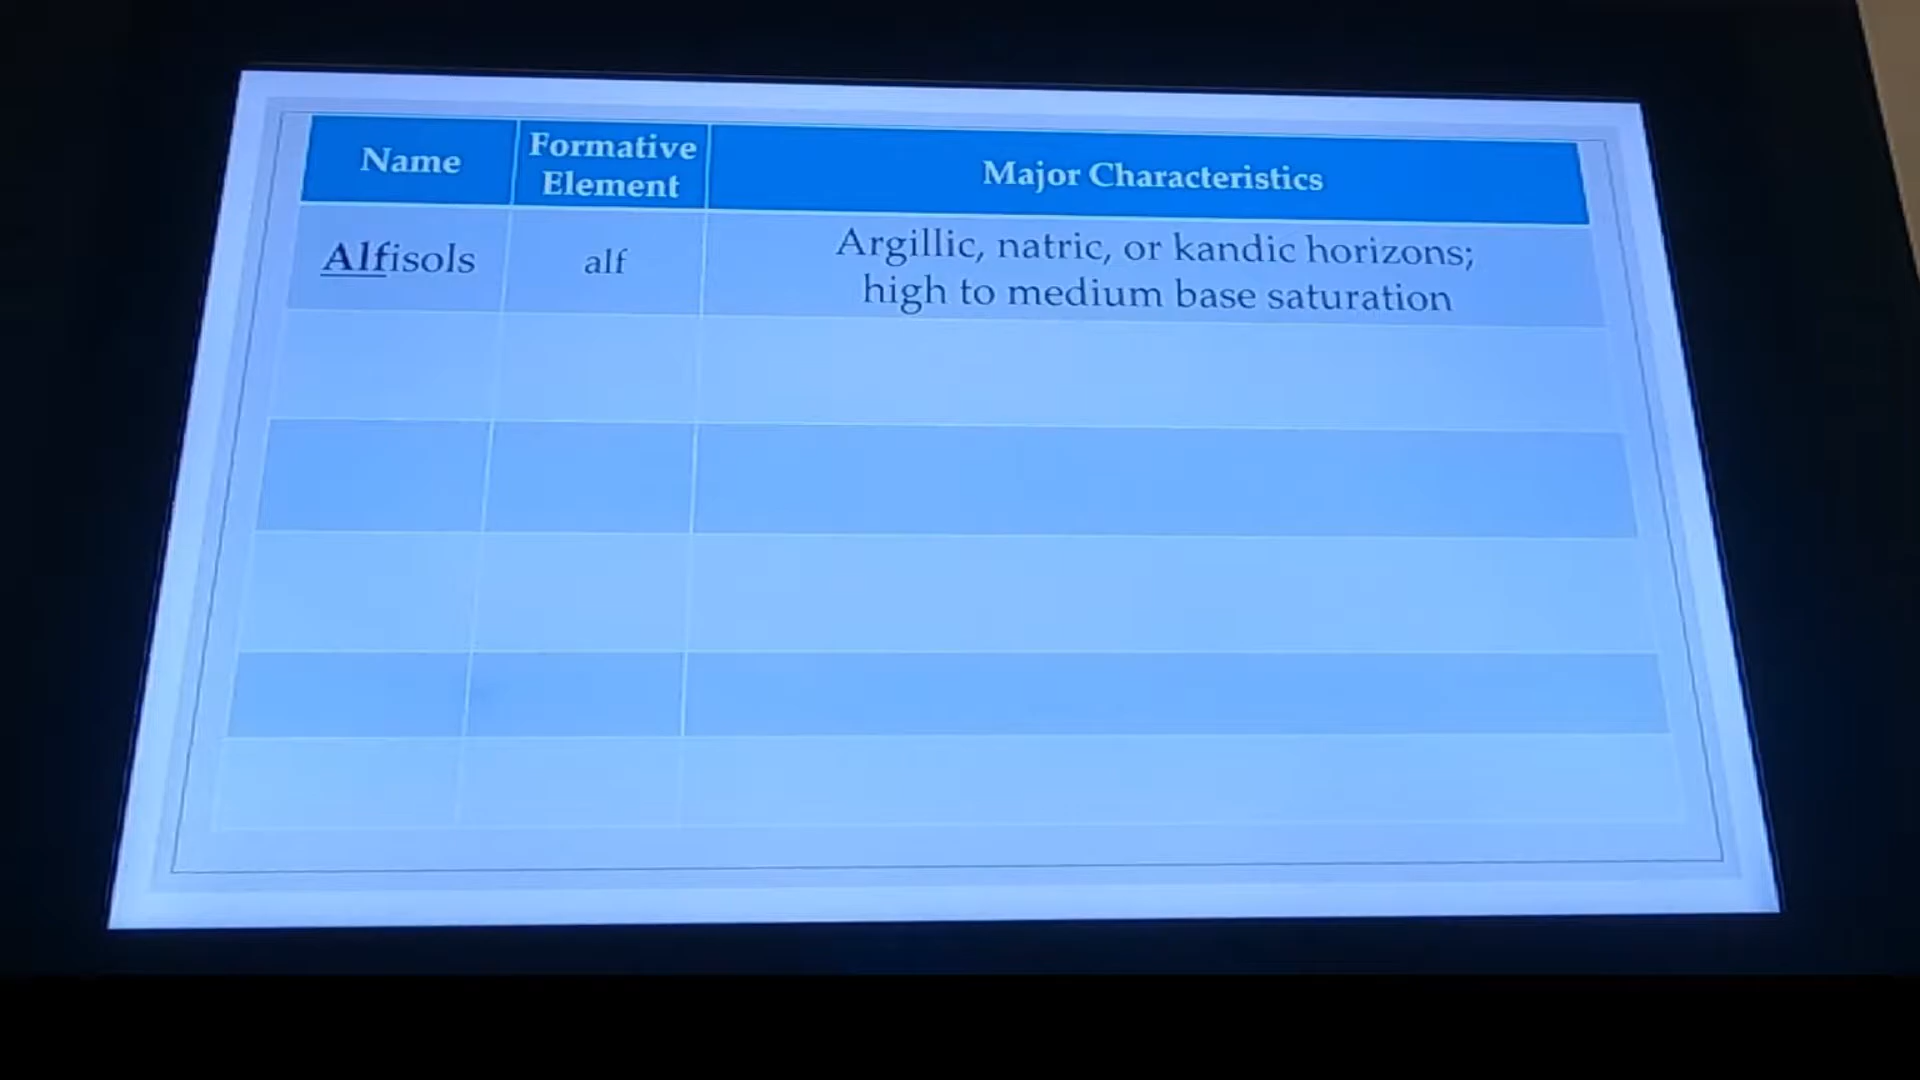 Name
Formative
Element
Major Characteristics
Alfisols
alf
Argillic, natric, or kandic horizons;
high to medium base saturation